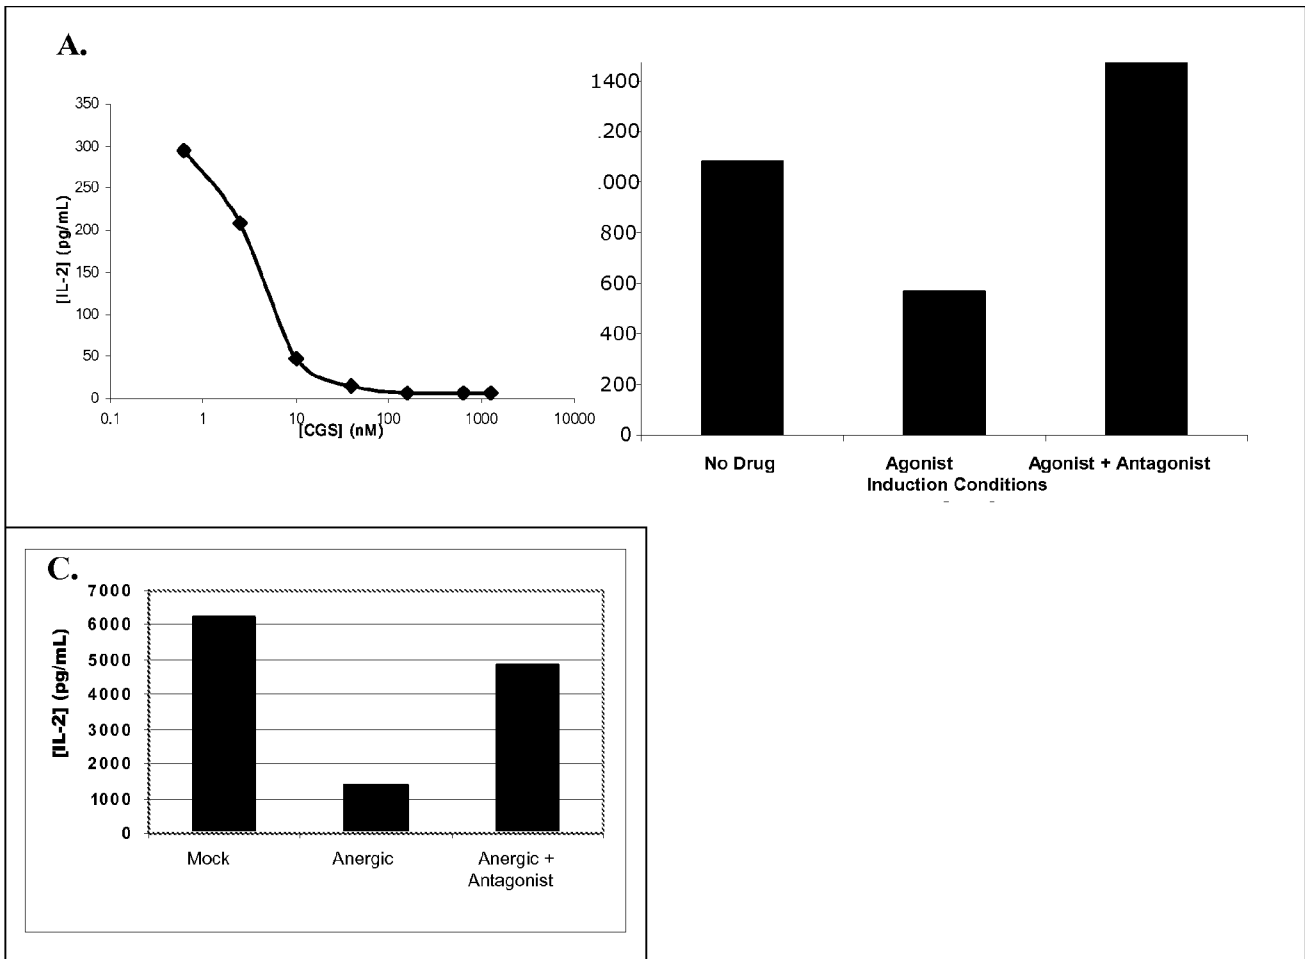 A.
350
300
250
200
150
100
50
0
[IL-2] (pg/mL)
0.1 1 10 100 1000 10000
[CGS] (nM)
1400
.200
.000
800
600
400
200
0
No Drug Agonist Agonist + Antagonist
Induction Conditions
C.
7000
6000
5000
4000
3000
2000
1000
0
[IL-2] (pg/mL)
Mock Anergic Anergic +
Antagonist